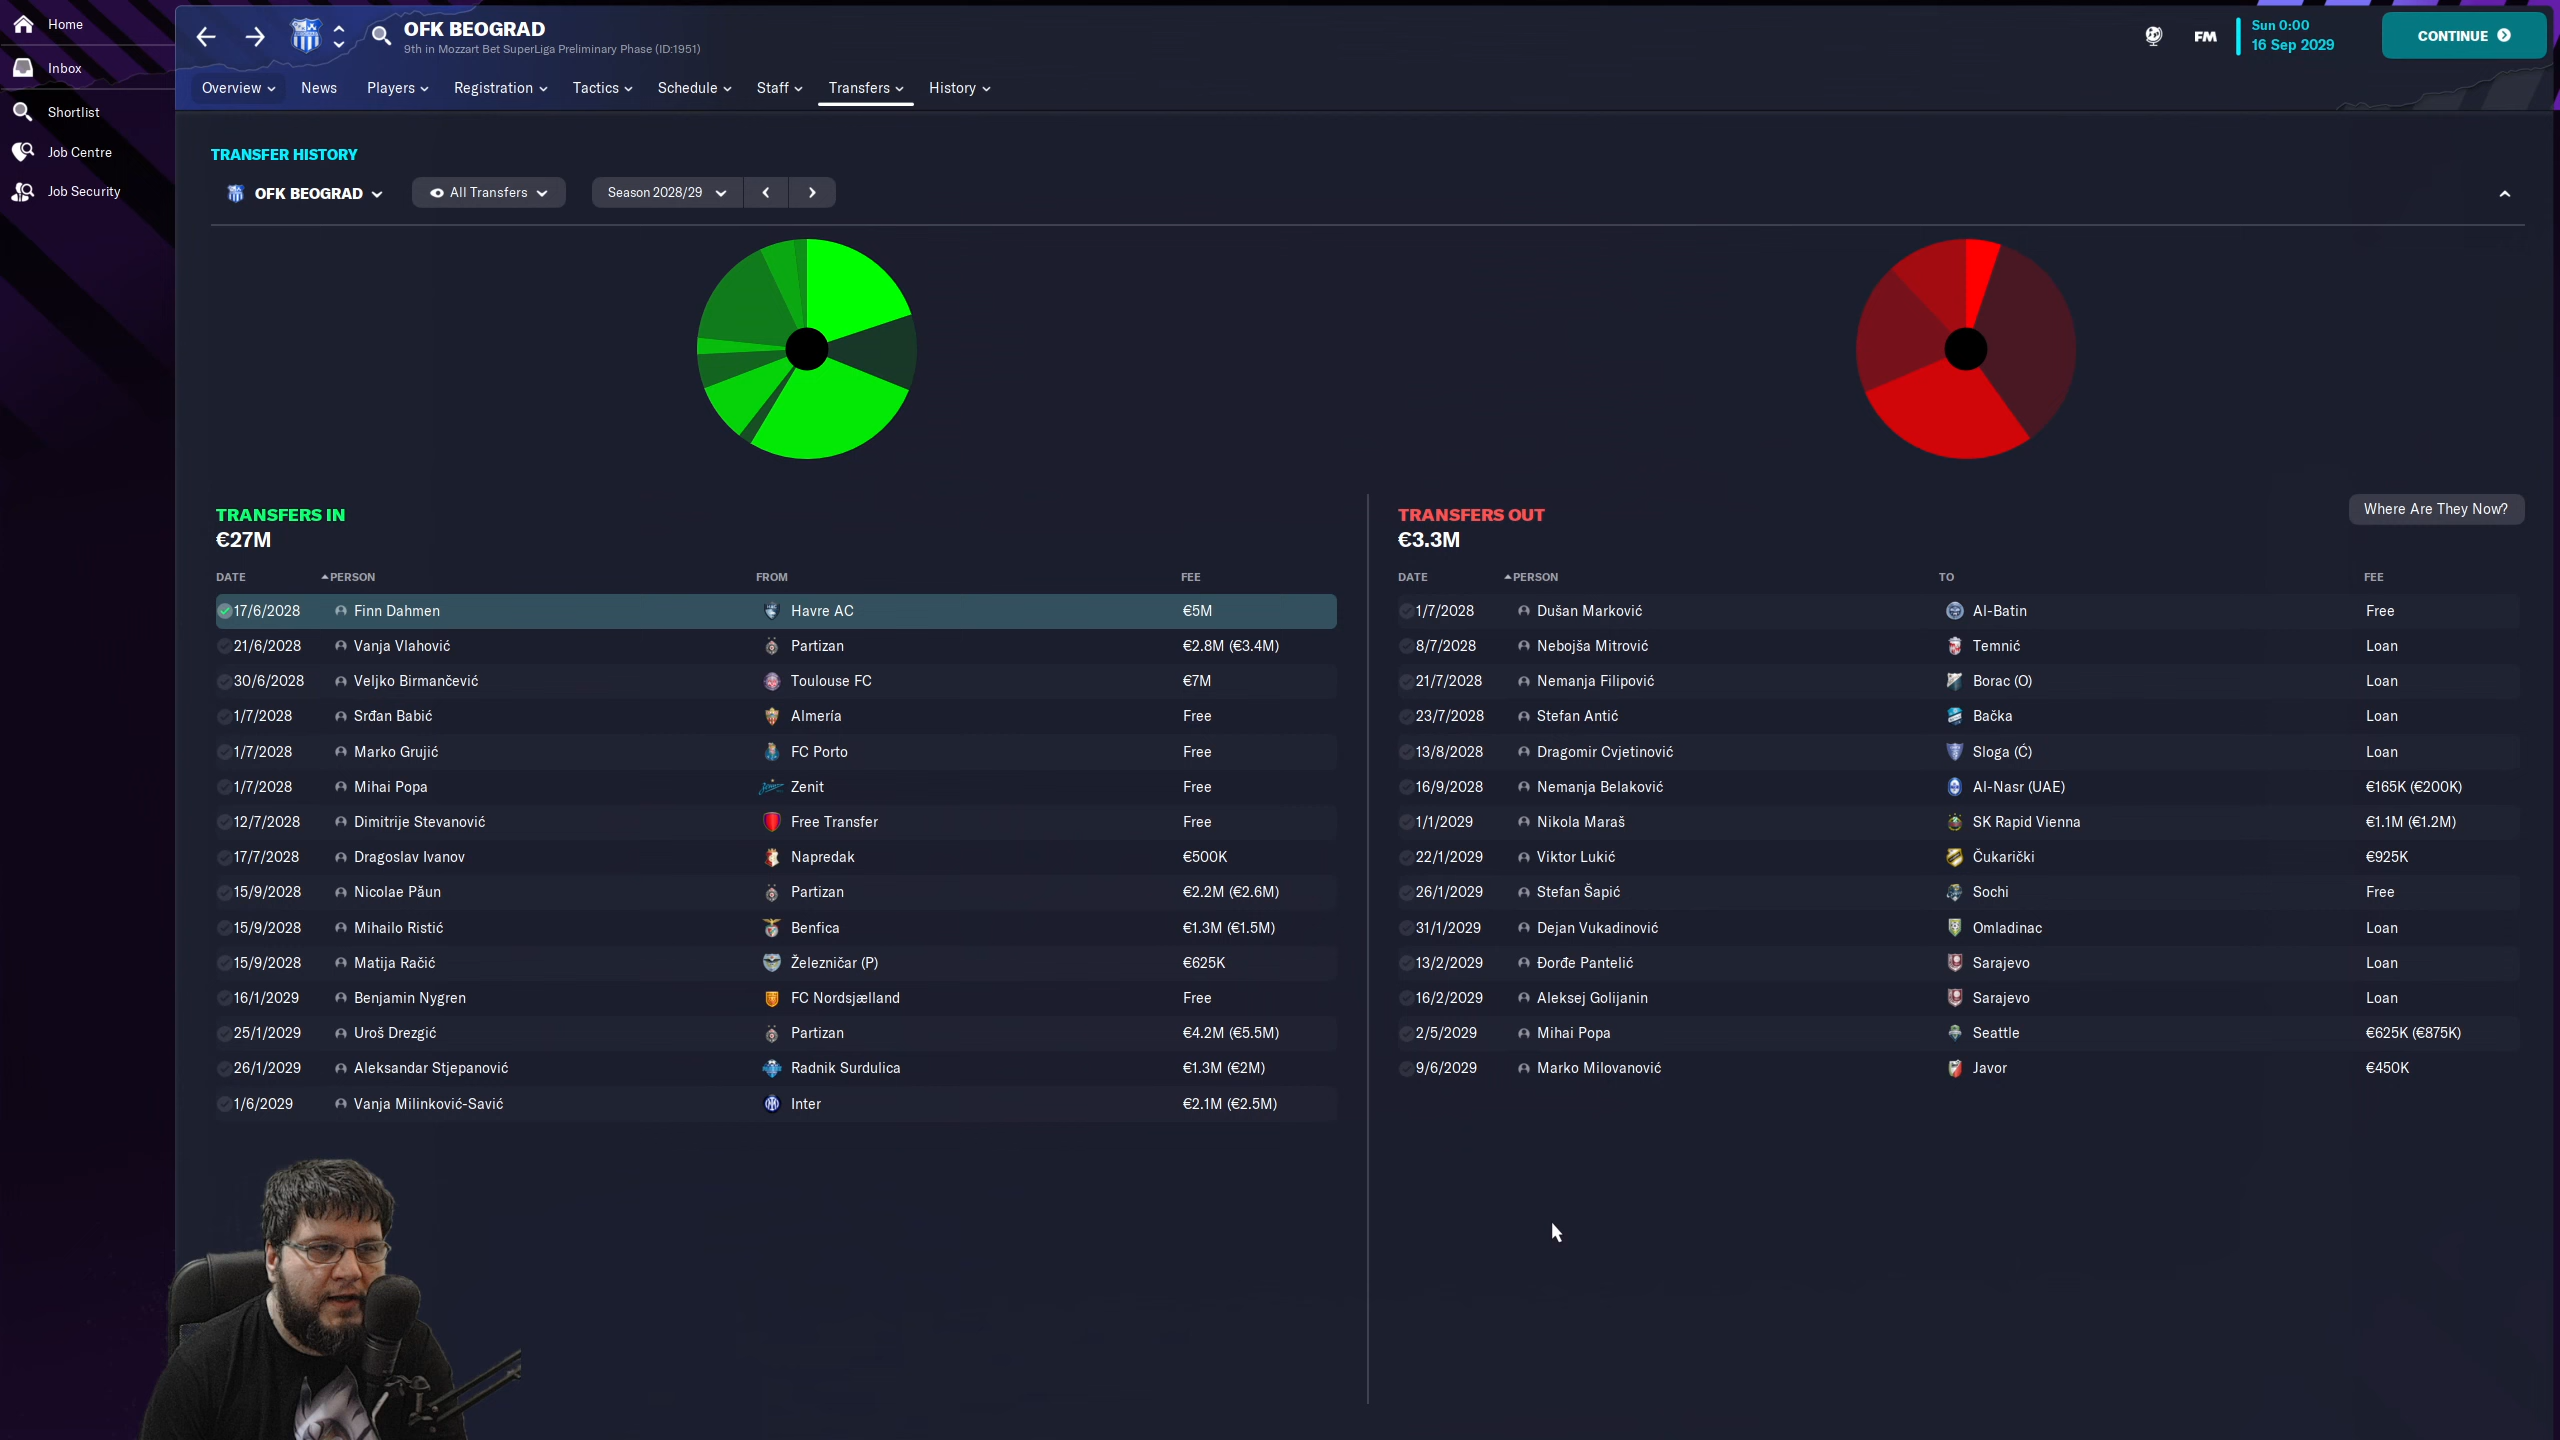 Home
Inbox
Shortlist
Job Centre
Job Security
OFK BEOGRAD
9th in Mozzart Bet SuperLiga Preliminary Phase (ID:1951)
FM
Sun 0:00
16 Sep 2029
CONTINUE
Overview News Players Registration Tactics Schedule Staff Transfers History
TRANSFER HISTORY
OFK BEOGRAD All Transfers Season 2028/29
TRANSFERS IN
€27M
DATE PERSON FROM FEE
17/6/2028 Finn Dahmen Havre AC €5M
21/6/2028 Vanja Vlahović Partizan €2.8M (€3.4M)
30/6/2028 Veljko Birmančević Toulouse FC €7M
1/7/2028 Srđan Babić Almería Free
1/7/2028 Marko Grujić FC Porto Free
1/7/2028 Mihai Popa Zenit Free
12/7/2028 Dimitrije Stevanović Free Transfer Free
17/7/2028 Dragoslav Ivanov Napredak €500K
15/9/2028 Nicolae Păun Partizan €2.2M (€2.6M)
15/9/2028 Mihailo Ristić Benfica €1.3M (€1.5M)
15/9/2028 Matija Račić Železničar (P) €625K
16/1/2029 Benjamin Nygren FC Nordsjælland Free
25/1/2029 Uroš Drezgić Partizan €4.2M (€5.5M)
26/1/2029 Aleksandar Stjepanović Radnik Surdulica €1.3M (€2M)
1/6/2029 Vanja Milinković-Savić Inter €2.1M (€2.5M)
TRANSFERS OUT
€3.3M
Where Are They Now?
DATE PERSON TO FEE
1/7/2028 Dušan Marković Al-Batin Free
8/7/2028 Nebojša Mitrović Temnić Loan
21/7/2028 Nemanja Filipović Borac (O) Loan
23/7/2028 Stefan Antić Bačka Loan
13/8/2028 Dragomir Cvjetinović Sloga (Ć) Loan
16/9/2028 Nemanja Belaković Al-Nasr (UAE) €165K (€200K)
1/1/2029 Nikola Maraš SK Rapid Vienna €1.1M (€1.2M)
22/1/2029 Viktor Lukić Čukarički €925K
26/1/2029 Stefan Šapić Sochi Free
31/1/2029 Dejan Vukadinović Omladinac Loan
13/2/2029 Đorđe Pantelić Sarajevo Loan
16/2/2029 Aleksej Golijanin Sarajevo Loan
2/5/2029 Mihai Popa Seattle €625K (€875K)
9/6/2029 Marko Milovanović Javor €450K